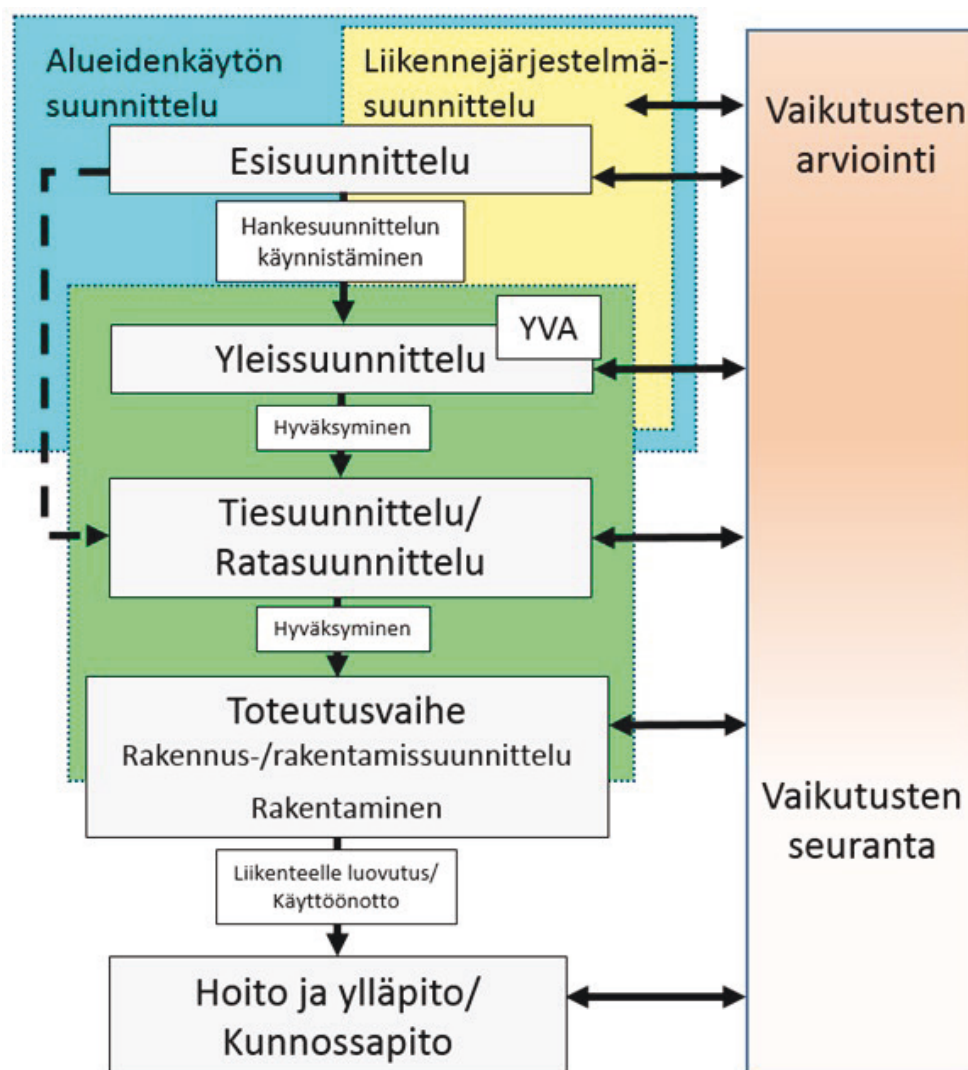 Alueidenkäytön
suunnittelu
Liikennejärjestelmä-
suunnittelu
Esisuunnittelu
Hankesuunnittelun
käynnistäminen
YVA
Yleissuunnittelu
Hyväksyminen
Tiesuunnittelu/
Ratasuunnittelu
Hyväksyminen
Toteutusvaihe
Rakennus-/rakentamissuunnittelu
Rakentaminen
Liikenteelle luovutus/
Käyttöönotto
Hoito ja ylläpito/
Kunnossapito
Vaikutusten
arviointi
Vaikutusten
seuranta